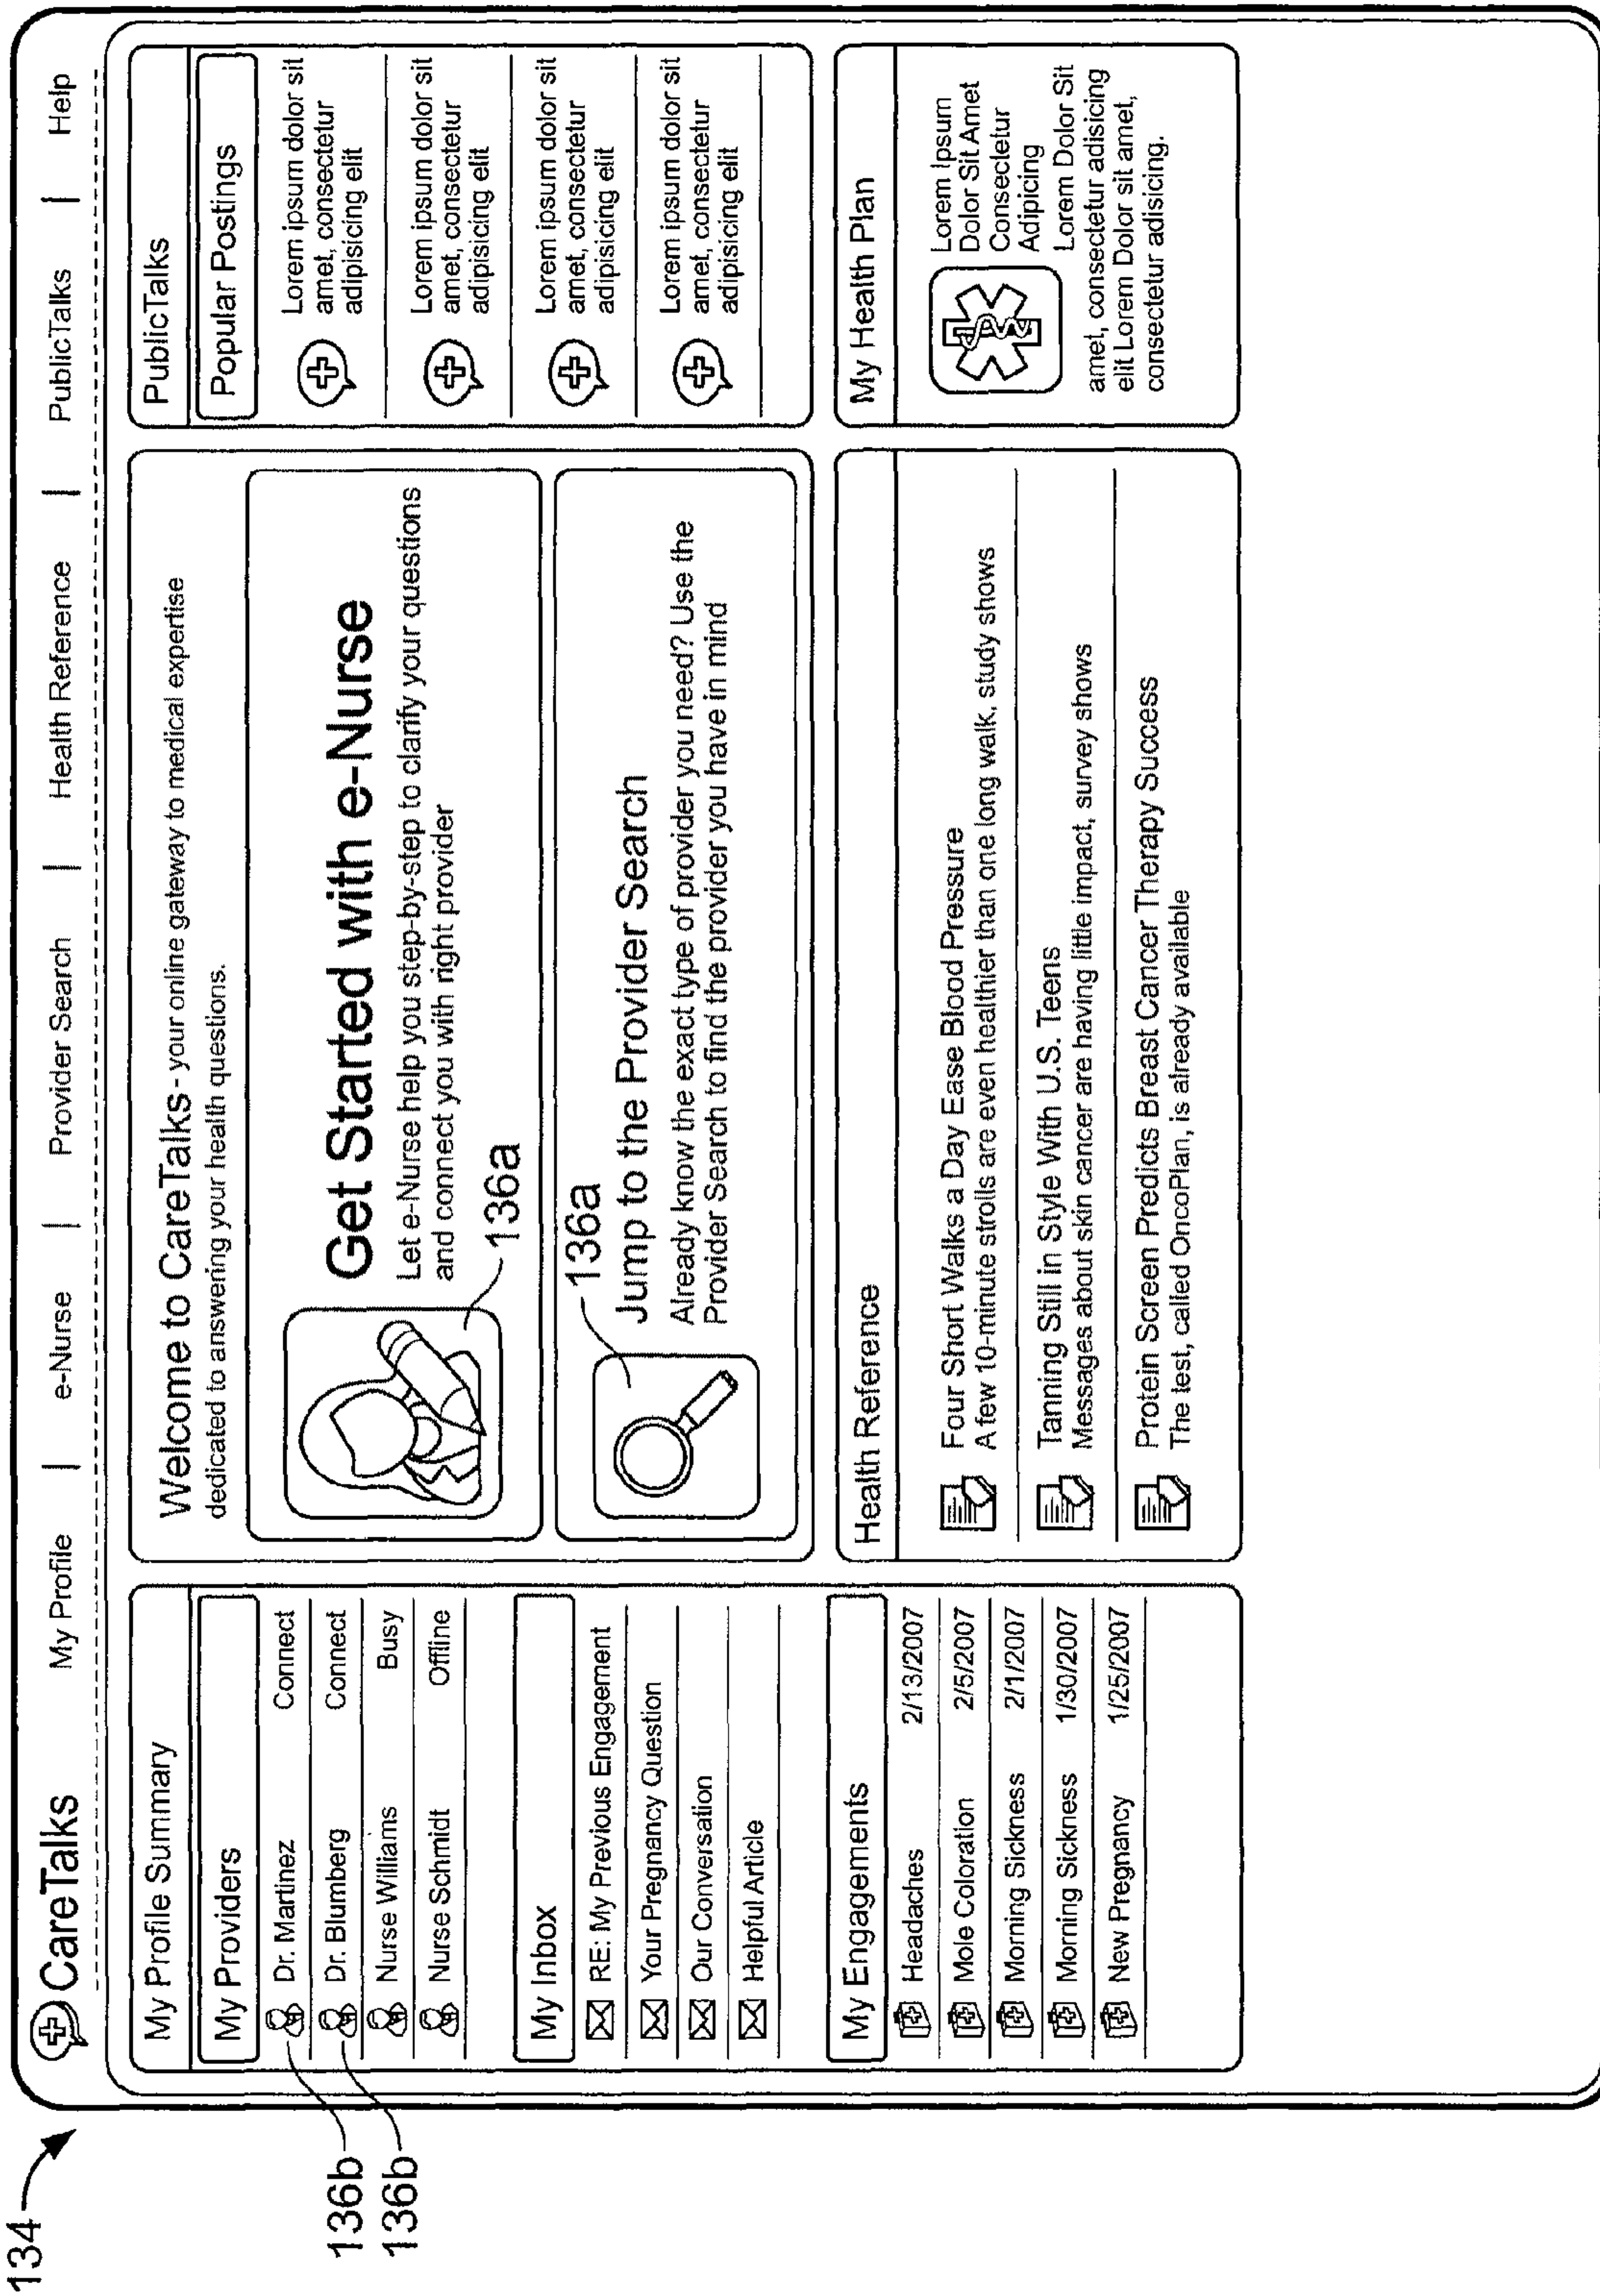 134
CareTalks
My Profile | e-Nurse | Provider Search | Health Reference | PublicTalks | Help
My Profile Summary
My Providers
Dr. Martinez Connect
Dr. Blumberg Connect
Nurse Williams Busy
Nurse Schmidt Offline
136b
136b
My Inbox
RE: My Previous Engagement
Your Pregnancy Question
Our Conversation
Helpful Article
My Engagements
Headaches 2/13/2007
Mole Coloration 2/5/2007
Morning Sickness 2/1/2007
Morning Sickness 1/30/2007
New Pregnancy 1/25/2007
Welcome to CareTalks - your online gateway to medical expertise
dedicated to answering your health questions.
Get Started with e-Nurse
Let e-Nurse help you step-by-step to clarify your questions
and connect you with right provider
136a
136a
Jump to the Provider Search
Already know the exact type of provider you need? Use the
Provider Search to find the provider you have in mind
Health Reference
Four Short Walks a Day Ease Blood Pressure
A few 10-minute strolls are even healthier than one long walk, study shows
Tanning Still in Style With U.S. Teens
Messages about skin cancer are having little impact, survey shows
Protein Screen Predicts Breast Cancer Therapy Success
The test, called OncoPlan, is already available
PublicTalks
Popular Postings
Lorem ipsum dolor sit
amet, consectetur
adipisicing elit
Lorem ipsum dolor sit
amet, consectetur
adipisicing elit
Lorem ipsum dolor sit
amet, consectetur
adipisicing elit
Lorem ipsum dolor sit
amet, consectetur
adipisicing elit
My Health Plan
Lorem Ipsum
Dolor Sit Amet
Consectetur
Adipicing
Lorem Dolor Sit
amet, consectetur adisicing
elit Lorem Dolor sit amet,
consectetur adisicing.